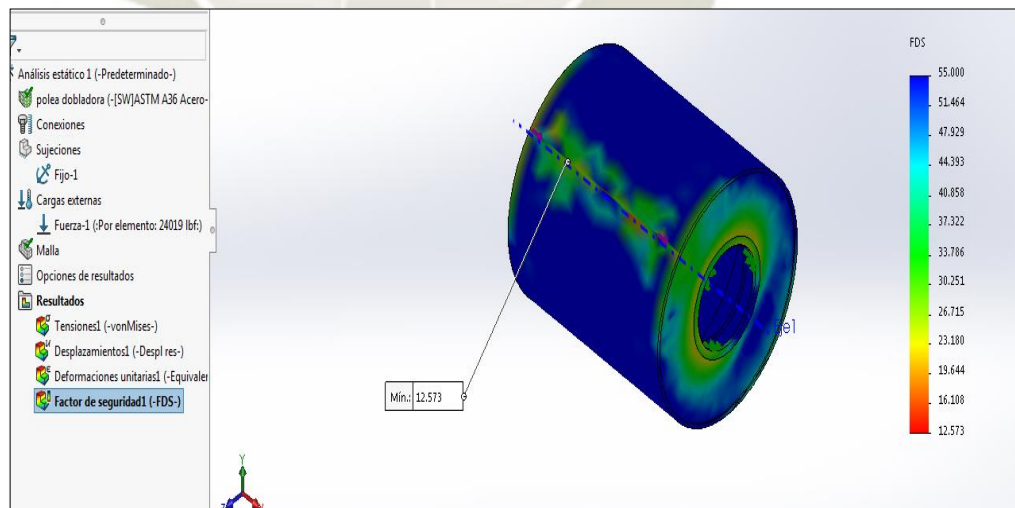 Análisis estático 1 (-Predeterminado-)
polea dobladora (-[SW]ASTM A36 Acero-
Conexiones
Sujeciones
Fijo-1
Cargas externas
Fuerza-1 (:Por elemento: 24019 lbf:)
Malla
Opciones de resultados
Resultados
Tensiones1 (-vonMises-)
Desplazamientos1 (-Despl res-)
Deformaciones unitarias1 (-Equivaler
Factor de seguridad1 (-FDS-)
Mín.: 12.573
Y
FDS
55.000
51.464
47.929
44.393
40.858
37.322
33.786
30.251
26.715
23.180
19.644
16.108
12.573